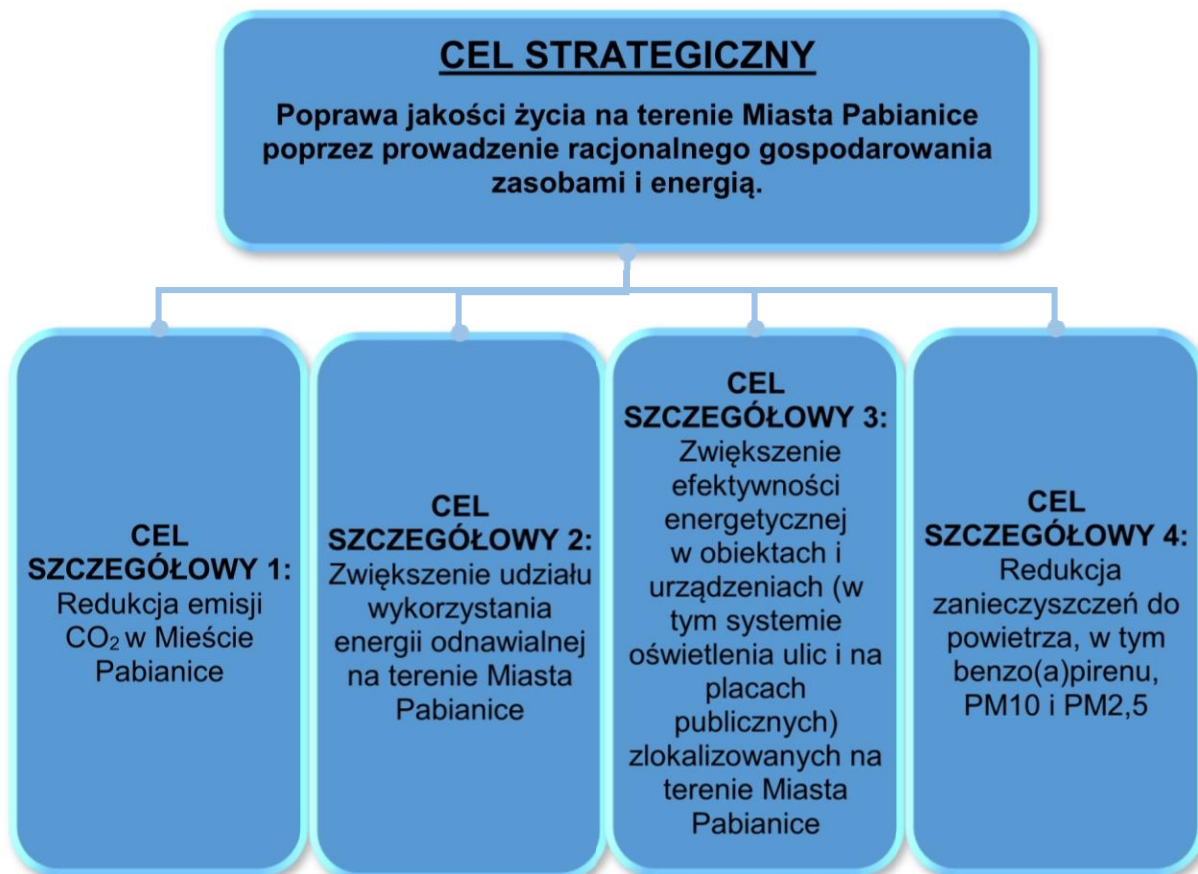 CEL STRATEGICZNY
Poprawa jakości życia na terenie Miasta Pabianice
poprzez prowadzenie racjonalnego gospodarowania
zasobami i energią.
CEL
SZCZEGÓŁOWY 1:
Redukcja emisji
CO₂ w Mieście
Pabianice
CEL
SZCZEGÓŁOWY 2:
Zwiększenie udziału
wykorzystania
energii odnawialnej
na terenie Miasta
Pabianice
CEL
SZCZEGÓŁOWY 3:
Zwiększenie
efektywności
energetycznej
w obiektach i
urządzeniach (w
tym systemie
oświetlenia ulic i na
placach
publicznych)
zlokalizowanych na
terenie Miasta
Pabianice
CEL
SZCZEGÓŁOWY 4:
Redukcja
zanieczyszczeń do
powietrza, w tym
benzo(a)pirenu,
PM10 i PM2,5